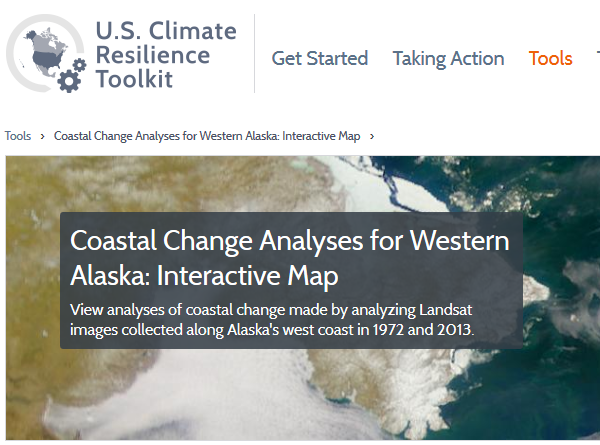 U.S. Climate
Resilience
Toolkit
Get Started Taking Action Tools
Tools › Coastal Change Analyses for Western Alaska: Interactive Map ›
Coastal Change Analyses for Western
Alaska: Interactive Map
View analyses of coastal change made by analyzing Landsat
images collected along Alaska's west coast in 1972 and 2013.